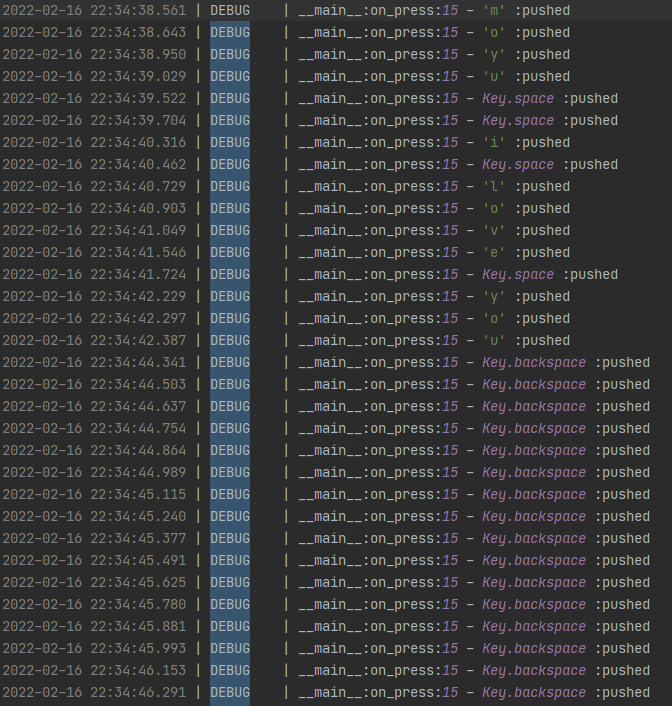 2022-02-16 22:34:38.561 | DEBUG    | __main__:on_press:15 - 'm' :pushed
2022-02-16 22:34:38.643 | DEBUG    | __main__:on_press:15 - 'o' :pushed
2022-02-16 22:34:38.950 | DEBUG    | __main__:on_press:15 - 'y' :pushed
2022-02-16 22:34:39.029 | DEBUG    | __main__:on_press:15 - 'u' :pushed
2022-02-16 22:34:39.522 | DEBUG    | __main__:on_press:15 - Key.space :pushed
2022-02-16 22:34:39.704 | DEBUG    | __main__:on_press:15 - Key.space :pushed
2022-02-16 22:34:40.316 | DEBUG    | __main__:on_press:15 - 'i' :pushed
2022-02-16 22:34:40.462 | DEBUG    | __main__:on_press:15 - Key.space :pushed
2022-02-16 22:34:40.729 | DEBUG    | __main__:on_press:15 - 'l' :pushed
2022-02-16 22:34:40.903 | DEBUG    | __main__:on_press:15 - 'o' :pushed
2022-02-16 22:34:41.049 | DEBUG    | __main__:on_press:15 - 'v' :pushed
2022-02-16 22:34:41.546 | DEBUG    | __main__:on_press:15 - 'e' :pushed
2022-02-16 22:34:41.724 | DEBUG    | __main__:on_press:15 - Key.space :pushed
2022-02-16 22:34:42.229 | DEBUG    | __main__:on_press:15 - 'y' :pushed
2022-02-16 22:34:42.297 | DEBUG    | __main__:on_press:15 - 'o' :pushed
2022-02-16 22:34:42.387 | DEBUG    | __main__:on_press:15 - 'u' :pushed
2022-02-16 22:34:44.341 | DEBUG    | __main__:on_press:15 - Key.backspace :pushed
2022-02-16 22:34:44.503 | DEBUG    | __main__:on_press:15 - Key.backspace :pushed
2022-02-16 22:34:44.637 | DEBUG    | __main__:on_press:15 - Key.backspace :pushed
2022-02-16 22:34:44.754 | DEBUG    | __main__:on_press:15 - Key.backspace :pushed
2022-02-16 22:34:44.864 | DEBUG    | __main__:on_press:15 - Key.backspace :pushed
2022-02-16 22:34:44.989 | DEBUG    | __main__:on_press:15 - Key.backspace :pushed
2022-02-16 22:34:45.115 | DEBUG    | __main__:on_press:15 - Key.backspace :pushed
2022-02-16 22:34:45.240 | DEBUG    | __main__:on_press:15 - Key.backspace :pushed
2022-02-16 22:34:45.377 | DEBUG    | __main__:on_press:15 - Key.backspace :pushed
2022-02-16 22:34:45.491 | DEBUG    | __main__:on_press:15 - Key.backspace :pushed
2022-02-16 22:34:45.625 | DEBUG    | __main__:on_press:15 - Key.backspace :pushed
2022-02-16 22:34:45.780 | DEBUG    | __main__:on_press:15 - Key.backspace :pushed
2022-02-16 22:34:45.881 | DEBUG    | __main__:on_press:15 - Key.backspace :pushed
2022-02-16 22:34:45.993 | DEBUG    | __main__:on_press:15 - Key.backspace :pushed
2022-02-16 22:34:46.153 | DEBUG    | __main__:on_press:15 - Key.backspace :pushed
2022-02-16 22:34:46.291 | DEBUG    | __main__:on_press:15 - Key.backspace :pushed